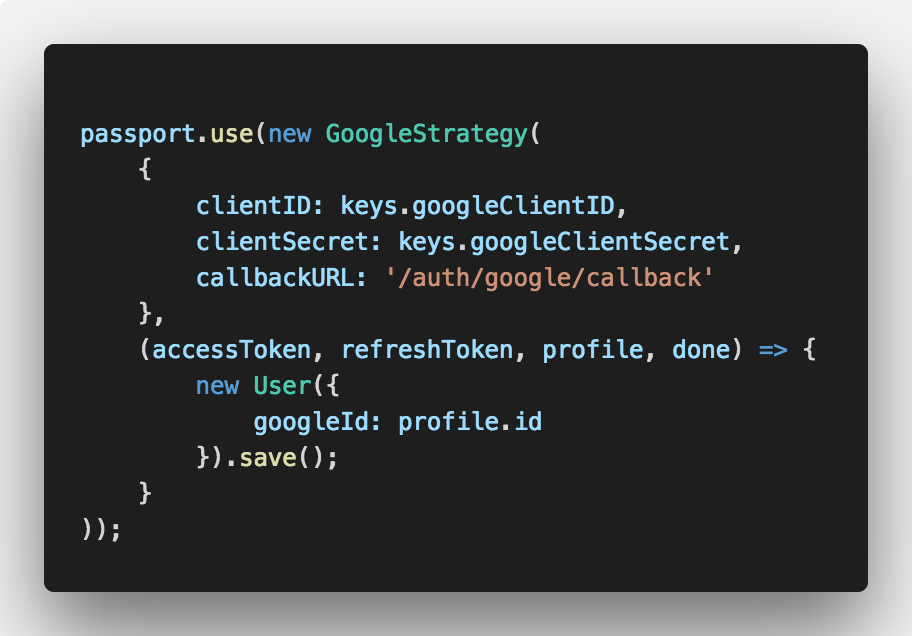 passport.use(new GoogleStrategy(
    {
        clientID: keys.googleClientID,
        clientSecret: keys.googleClientSecret,
        callbackURL: '/auth/google/callback'
    },
    (accessToken, refreshToken, profile, done) => {
        new User({
            googleId: profile.id
        }).save();
    }
));